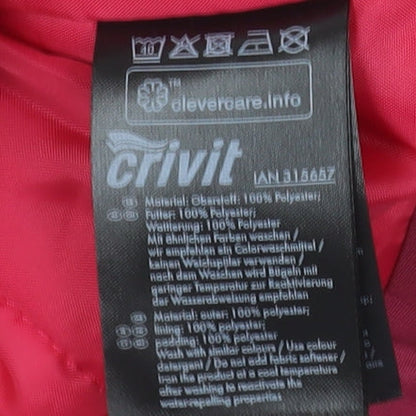 40
clevercare.info
crivit
IAN 315657
Material: Oberstoff: 100% Polyester;
Futter: 100% Polyester;
Wattierung: 100% Polyester
Mit ähnlichen Farben waschen /
wir empfehlen ein Colorwaschmittel /
keinen Weichspüler verwenden /
nach dem Waschen wird Bügeln mit
geringer Temperatur zur Reaktivierung
der Wasserabweisung empfohlen
Material: outer: 100% Polyester;
lining: 100% Polyester;
padding: 100% Polyester
Wash with similar colours / Use colour
detergent / Do not add fabric softener /
Iron the product at a cool temperature
after washing to reactivate the
water-repelling properties